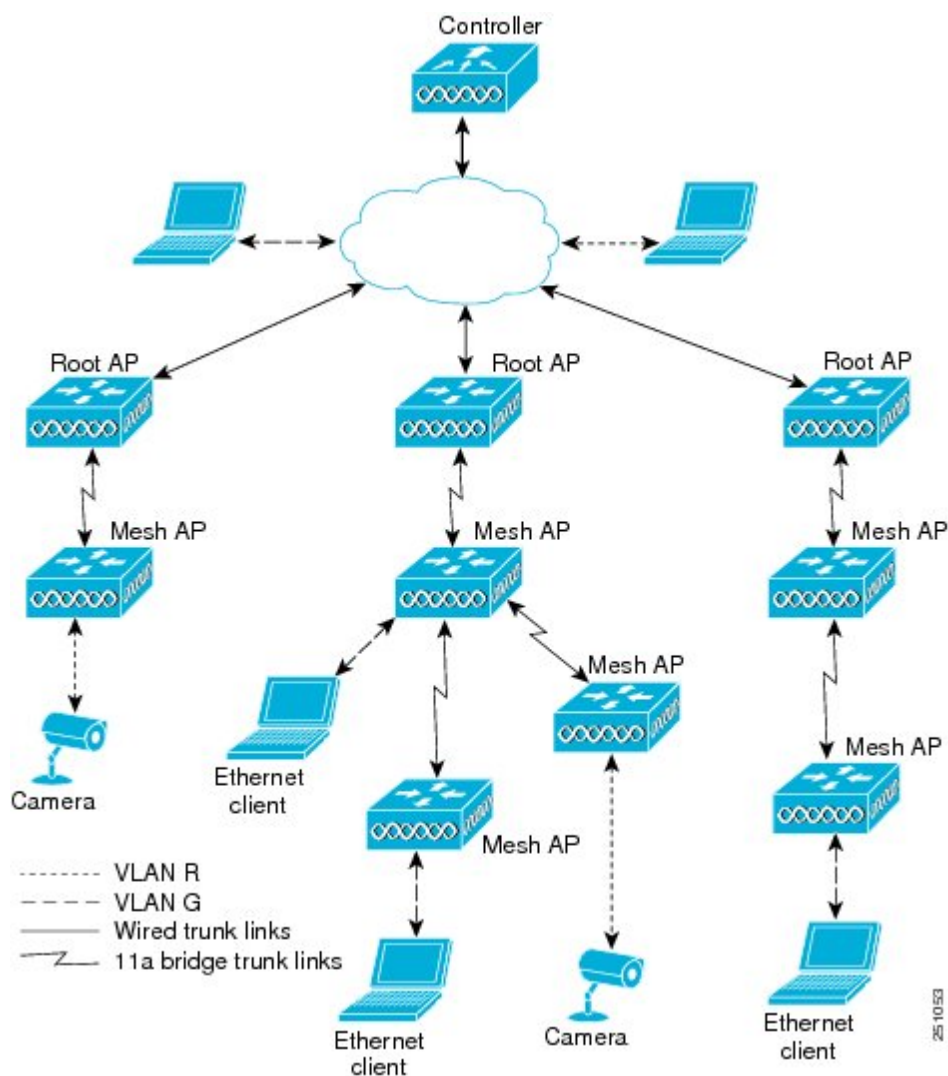 Controller
Root AP
Root AP
Root AP
Mesh AP
Mesh AP
Mesh AP
Mesh AP
Mesh AP
Camera
Ethernet
client
Mesh AP
VLAN R
VLAN G
Wired trunk links
11a bridge trunk links
Ethernet
client
Camera
Ethernet
client
251053